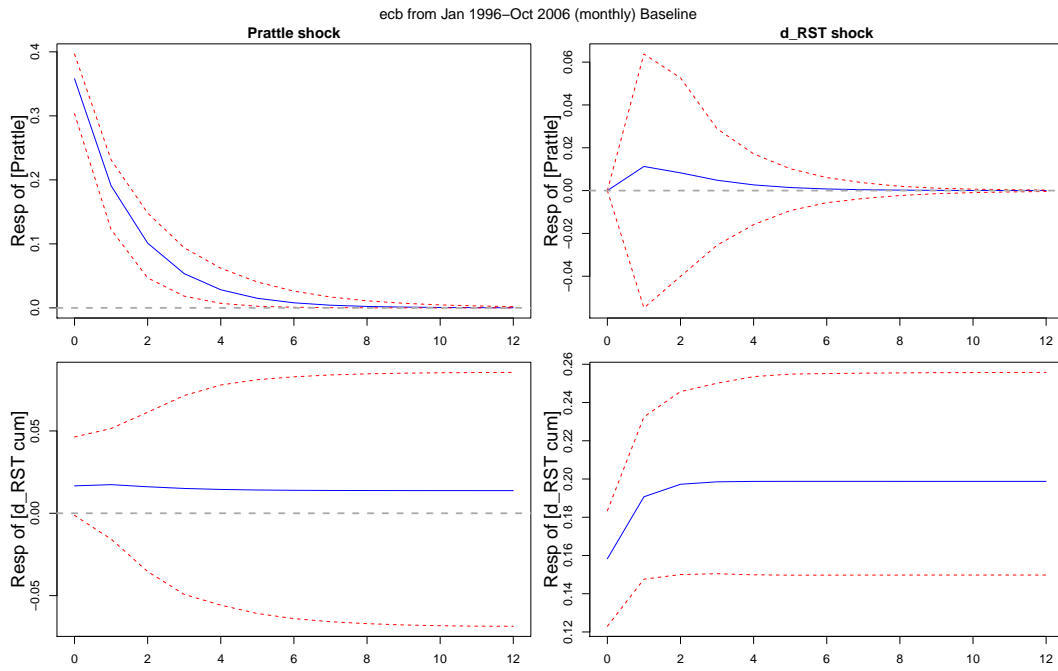 ecb from Jan 1996–Oct 2006 (monthly) Baseline
Prattle shock
d_RST shock
Resp of [Prattle]
0.0 0.1 0.2 0.3 0.4
0 2 4 6 8 10 12
Resp of [Prattle]
−0.04 −0.02 0.00 0.02 0.04 0.06
0 2 4 6 8 10 12
Resp of [d_RST cum]
−0.05 0.00 0.05
0 2 4 6 8 10 12
Resp of [d_RST cum]
0.12 0.14 0.16 0.18 0.20 0.22 0.24 0.26
0 2 4 6 8 10 12